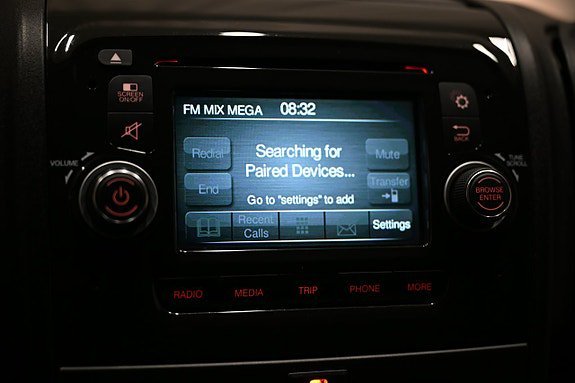 SCREEN
ON/OFF
FM MIX MEGA 08:32
VOLUME
TUNE
SCROLL
BACK
Redial
Searching for
Paired Devices...
Mute
End
Transfer
Go to "settings" to add
BROWSE
ENTER
Recent
Calls
Settings
RADIO MEDIA TRIP PHONE MORE